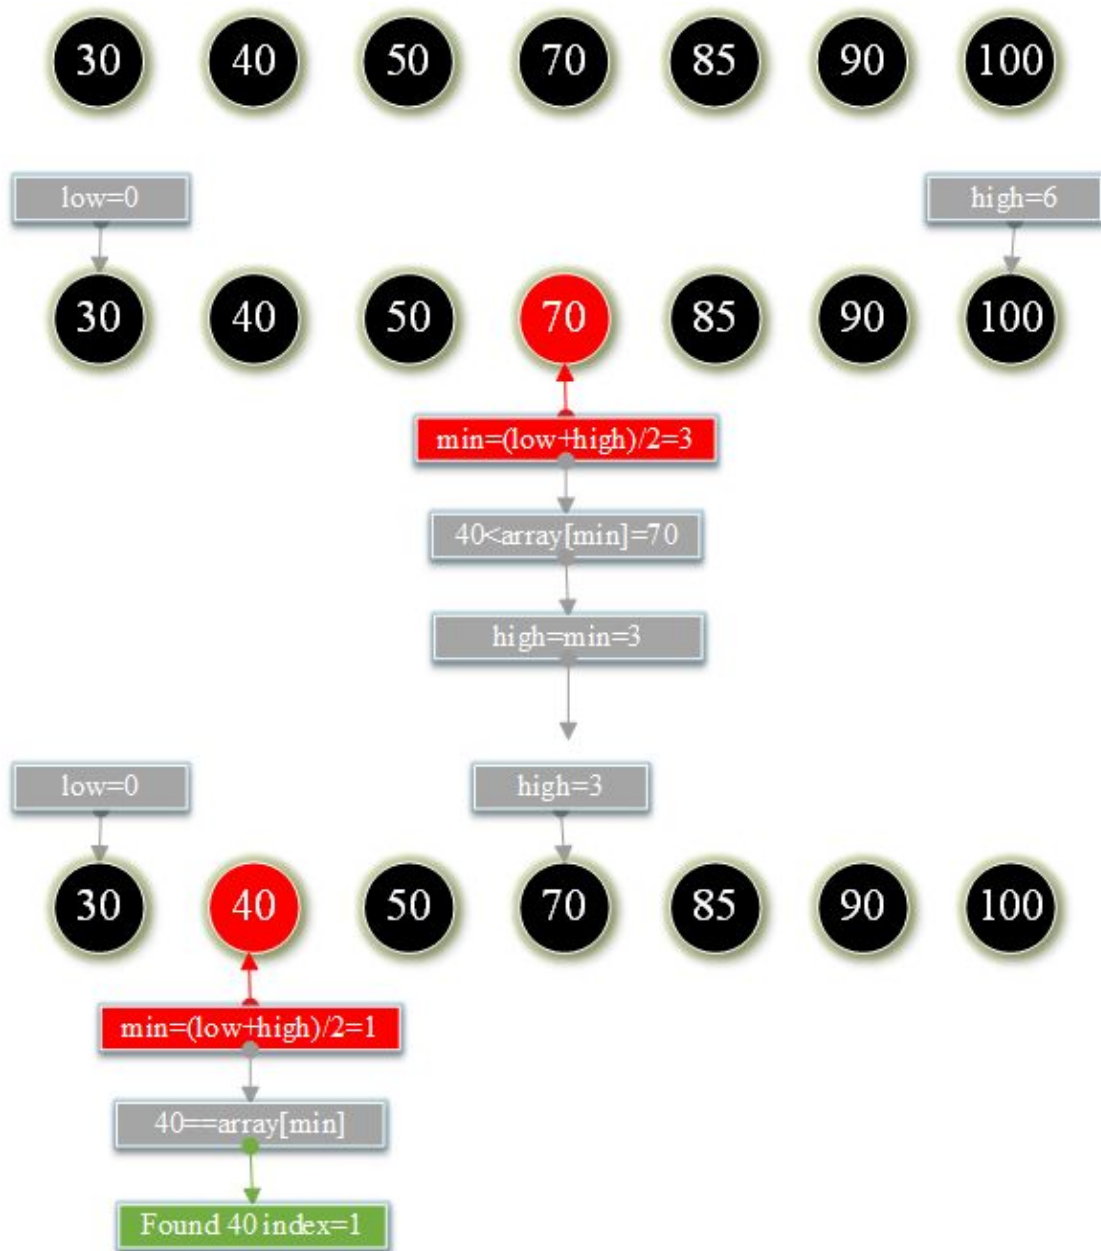 30 40 50 70 85 90 100
low=0 high=6
30 40 50 70 85 90 100
min=(low+high)/2=3
40<array[min]=70
high=min=3
low=0 high=3
30 40 50 70 85 90 100
min=(low+high)/2=1
40==array[min]
Found 40 index=1